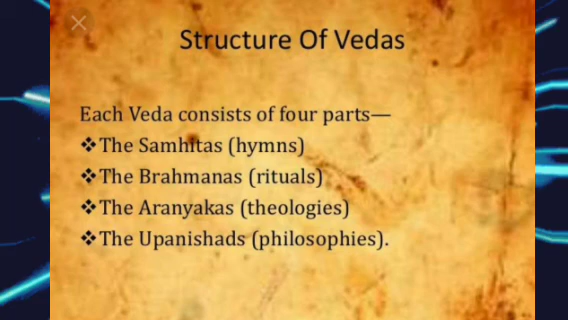 Structure Of Vedas
Each Veda consists of four parts—
❖The Samhitas (hymns)
❖The Brahmanas (rituals)
❖The Aranyakas (theologies)
❖The Upanishads (philosophies).